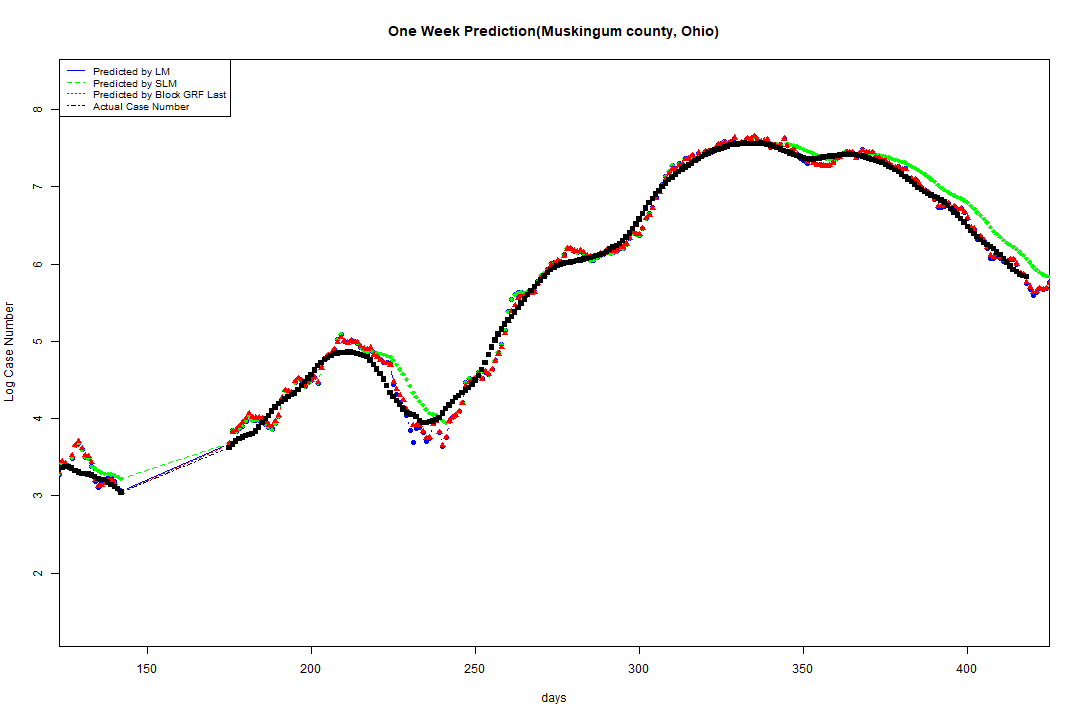 One Week Prediction(Muskingum county, Ohio)
Predicted by LM
Predicted by SLM
Predicted by Block GRF Last
Actual Case Number
8
7
6
5
4
3
2
Log Case Number
150 200 250 300 350 400
days